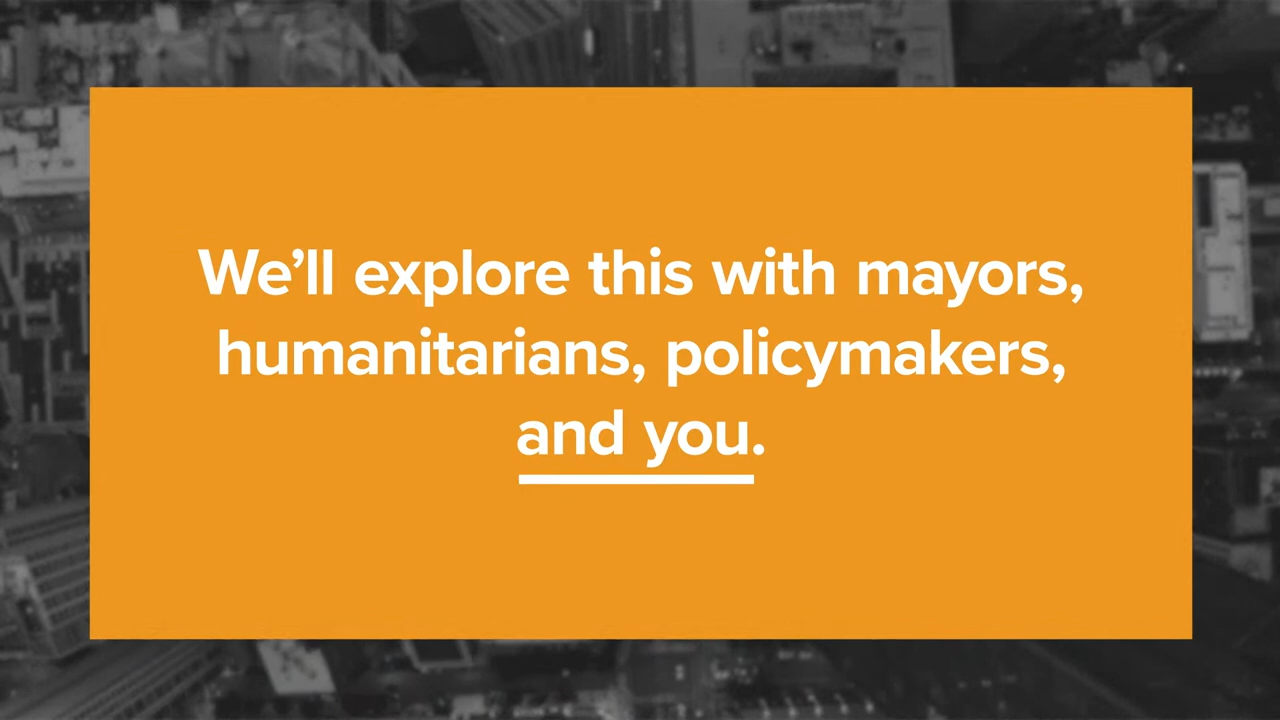 We’ll explore this with mayors,
humanitarians, policymakers,
and you.